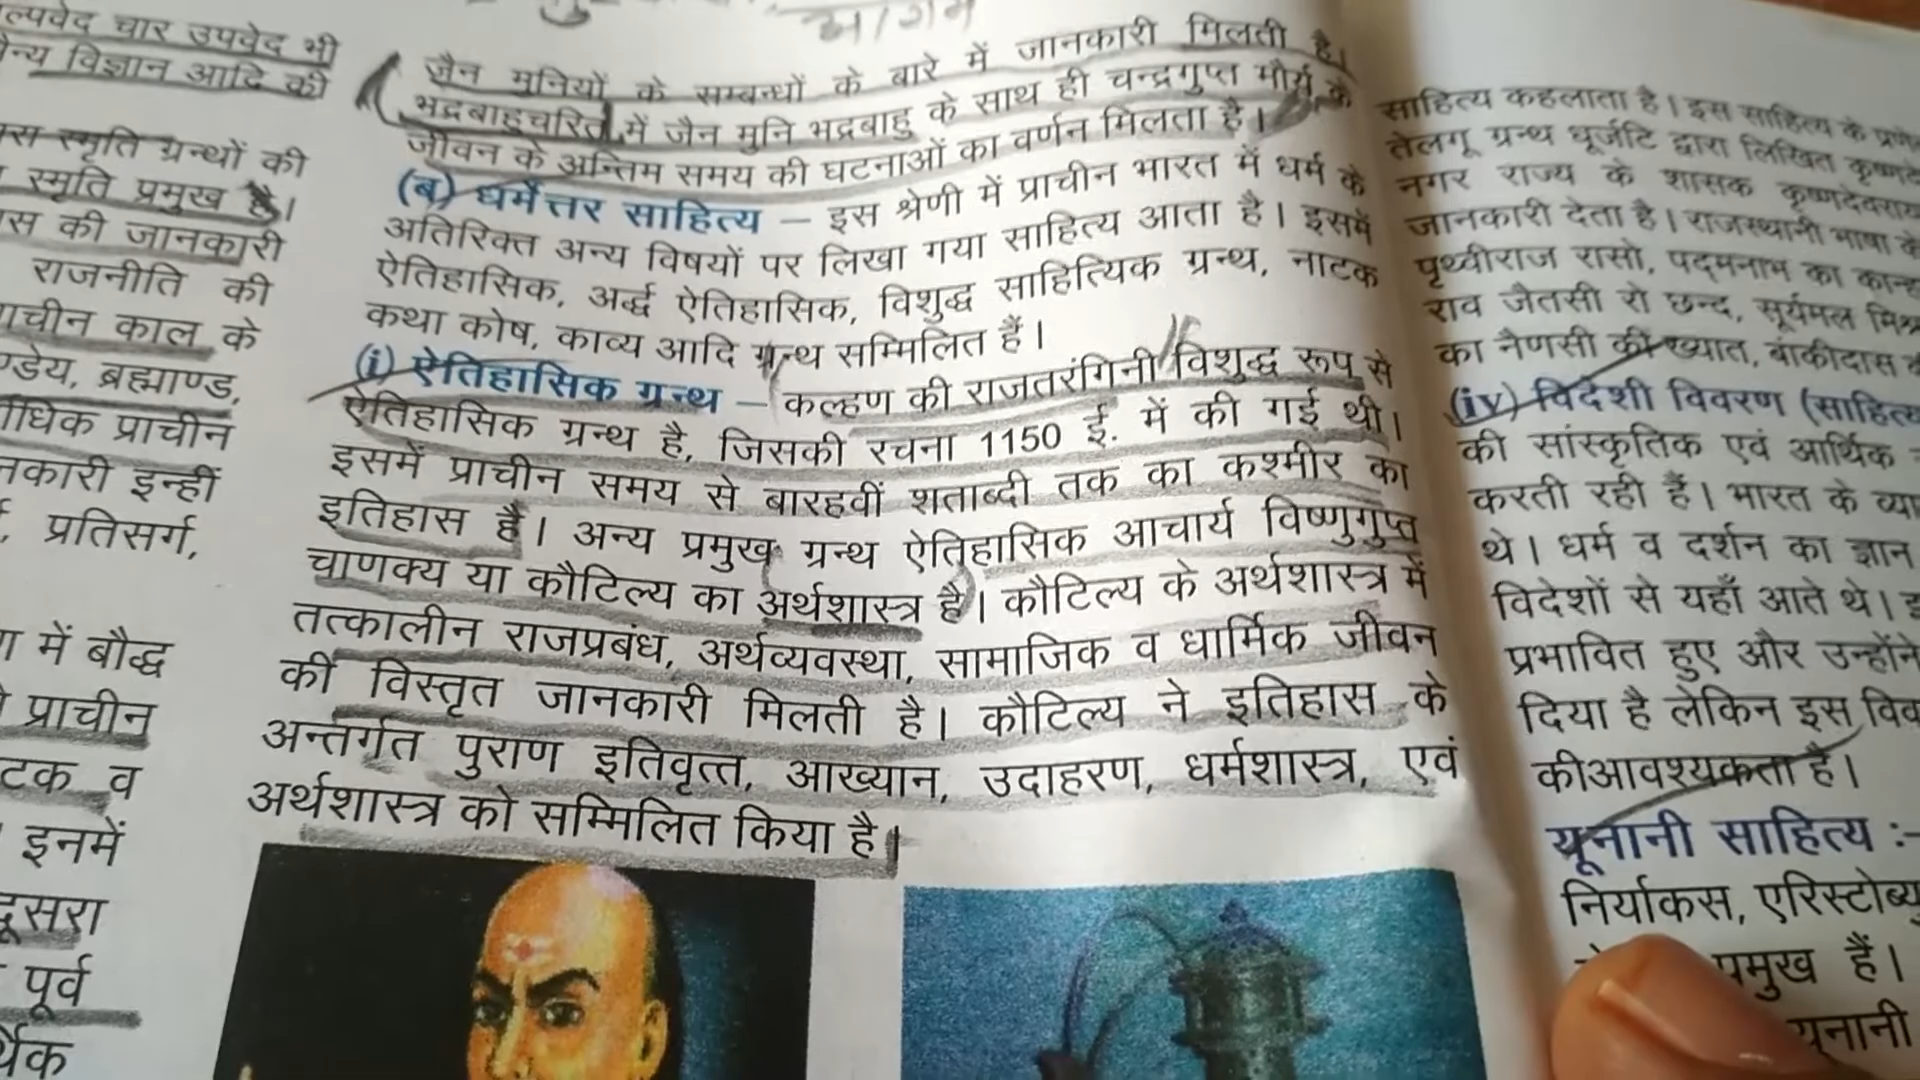 ल्पवेद चार उपवेद भी
न्य विज्ञान आदि की
स स्मृति ग्रन्थों की
स्मृति प्रमुख है।
स की जानकारी
राजनीति की
चीन काल के
ण्डेय, ब्रह्माण्ड,
धिक प्राचीन
नकारी इन्हीं
प्रतिसर्ग,
में बौद्ध
प्राचीन
टक व
इनमें
दूसरा
पूर्व
र्थिक
जैन मुनियों के सम्बन्धों के बारे में जानकारी मिलती है।
भद्रबाहुचरित में जैन मुनि भद्रबाहु के साथ ही चन्द्रगुप्त मौर्य के
जीवन के अन्तिम समय की घटनाओं का वर्णन मिलता है।
(ब) धर्मेत्तर साहित्य – इस श्रेणी में प्राचीन भारत में धर्म के
अतिरिक्त अन्य विषयों पर लिखा गया साहित्य आता है। इसमें
ऐतिहासिक, अर्द्ध ऐतिहासिक, विशुद्ध साहित्यिक ग्रन्थ, नाटक
कथा कोष, काव्य आदि ग्रन्थ सम्मिलित हैं।
(i) ऐतिहासिक ग्रन्थ – कल्हण की राजतरंगिनी विशुद्ध रूप से
ऐतिहासिक ग्रन्थ है, जिसकी रचना 1150 ई. में की गई थी।
इसमें प्राचीन समय से बारहवीं शताब्दी तक का कश्मीर का
इतिहास है। अन्य प्रमुख ग्रन्थ ऐतिहासिक आचार्य विष्णुगुप्त
चाणक्य या कौटिल्य का अर्थशास्त्र है। कौटिल्य के अर्थशास्त्र में
तत्कालीन राजप्रबंध, अर्थव्यवस्था, सामाजिक व धार्मिक जीवन
की विस्तृत जानकारी मिलती है। कौटिल्य ने इतिहास के
अन्तर्गत पुराण इतिवृत्त, आख्यान, उदाहरण, धर्मशास्त्र, एवं
अर्थशास्त्र को सम्मिलित किया है।
साहित्य कहलाता है। इस साहित्य के
तेलगू ग्रन्थ धूर्जटि द्वारा लिखित
नगर राज्य के शासक कृष्णदेवराय
जानकारी देता है। राजस्थानी भाषा के
पृथ्वीराज रासो, पदमनाभ का
राव जैतसी रो छन्द, सूर्यमल
का नैणसी की ख्यात, बांकीदास
(iv) विदेशी विवरण (साहित्य
की सांस्कृतिक एवं आर्थिक
करती रही हैं। भारत के
थे। धर्म व दर्शन का ज्ञान
विदेशों से यहाँ आते थे।
प्रभावित हुए और उन्होंने
दिया है लेकिन इस
कीआवश्यकता है।
यूनानी साहित्य :-
निर्याकस,
प्रमुख हैं।
यूनानी